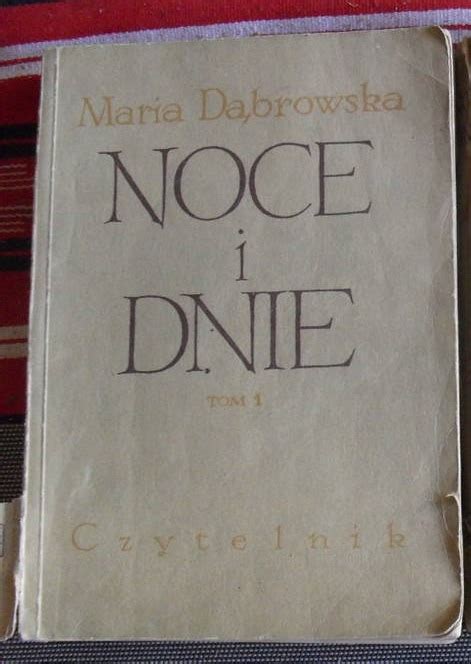 Maria Dąbrowska
NOCE
i
DNIE
TOM 1
Czytelnik